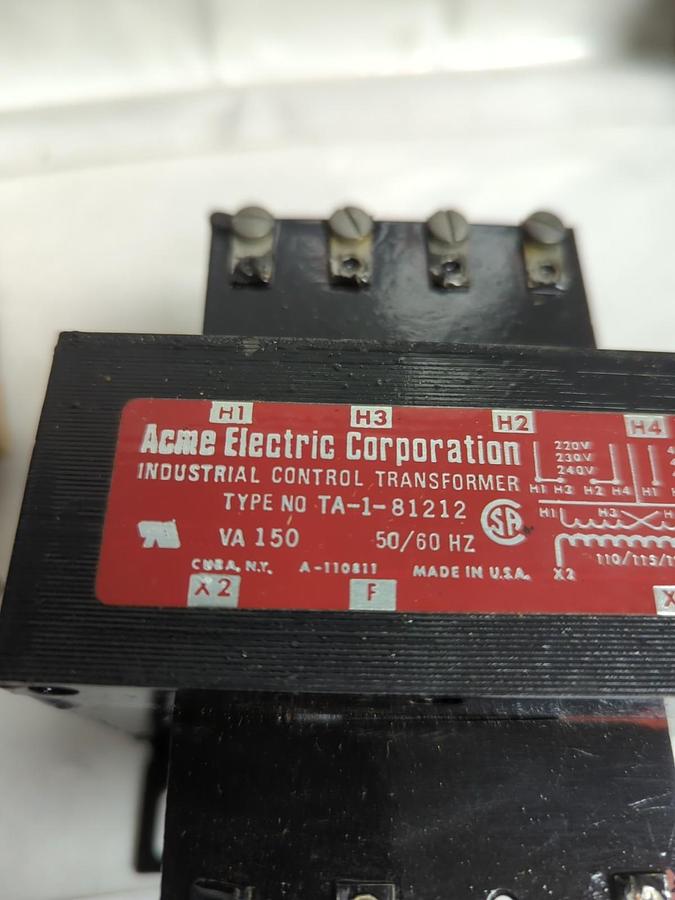 H1 H3 H2 H4
Acme Electric Corporation
INDUSTRIAL CONTROL TRANSFORMER
TYPE NO TA-1-81212
VA 150 50/60 HZ
CUBA, N.Y. A-110811 MADE IN U.S.A.
X2 F X
220V
230V
240V
H1 H3 H2 H4 H1
H1 H3 H
X2 110/115/1
SA